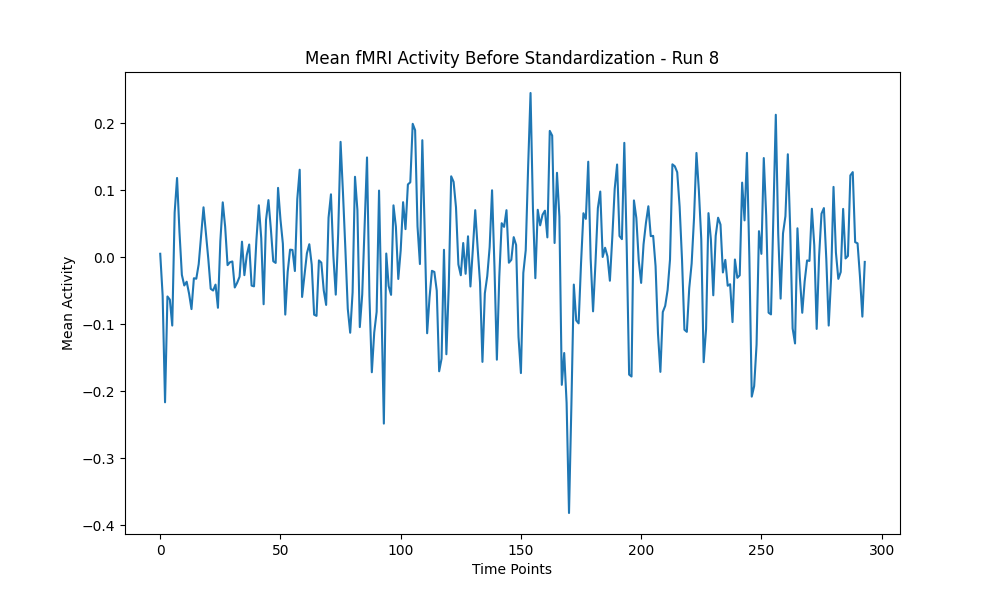 Mean fMRI Activity Before Standardization - Run 8
Mean Activity
0.2
0.1
0.0
−0.1
−0.2
−0.3
−0.4
0 50 100 150 200 250 300
Time Points